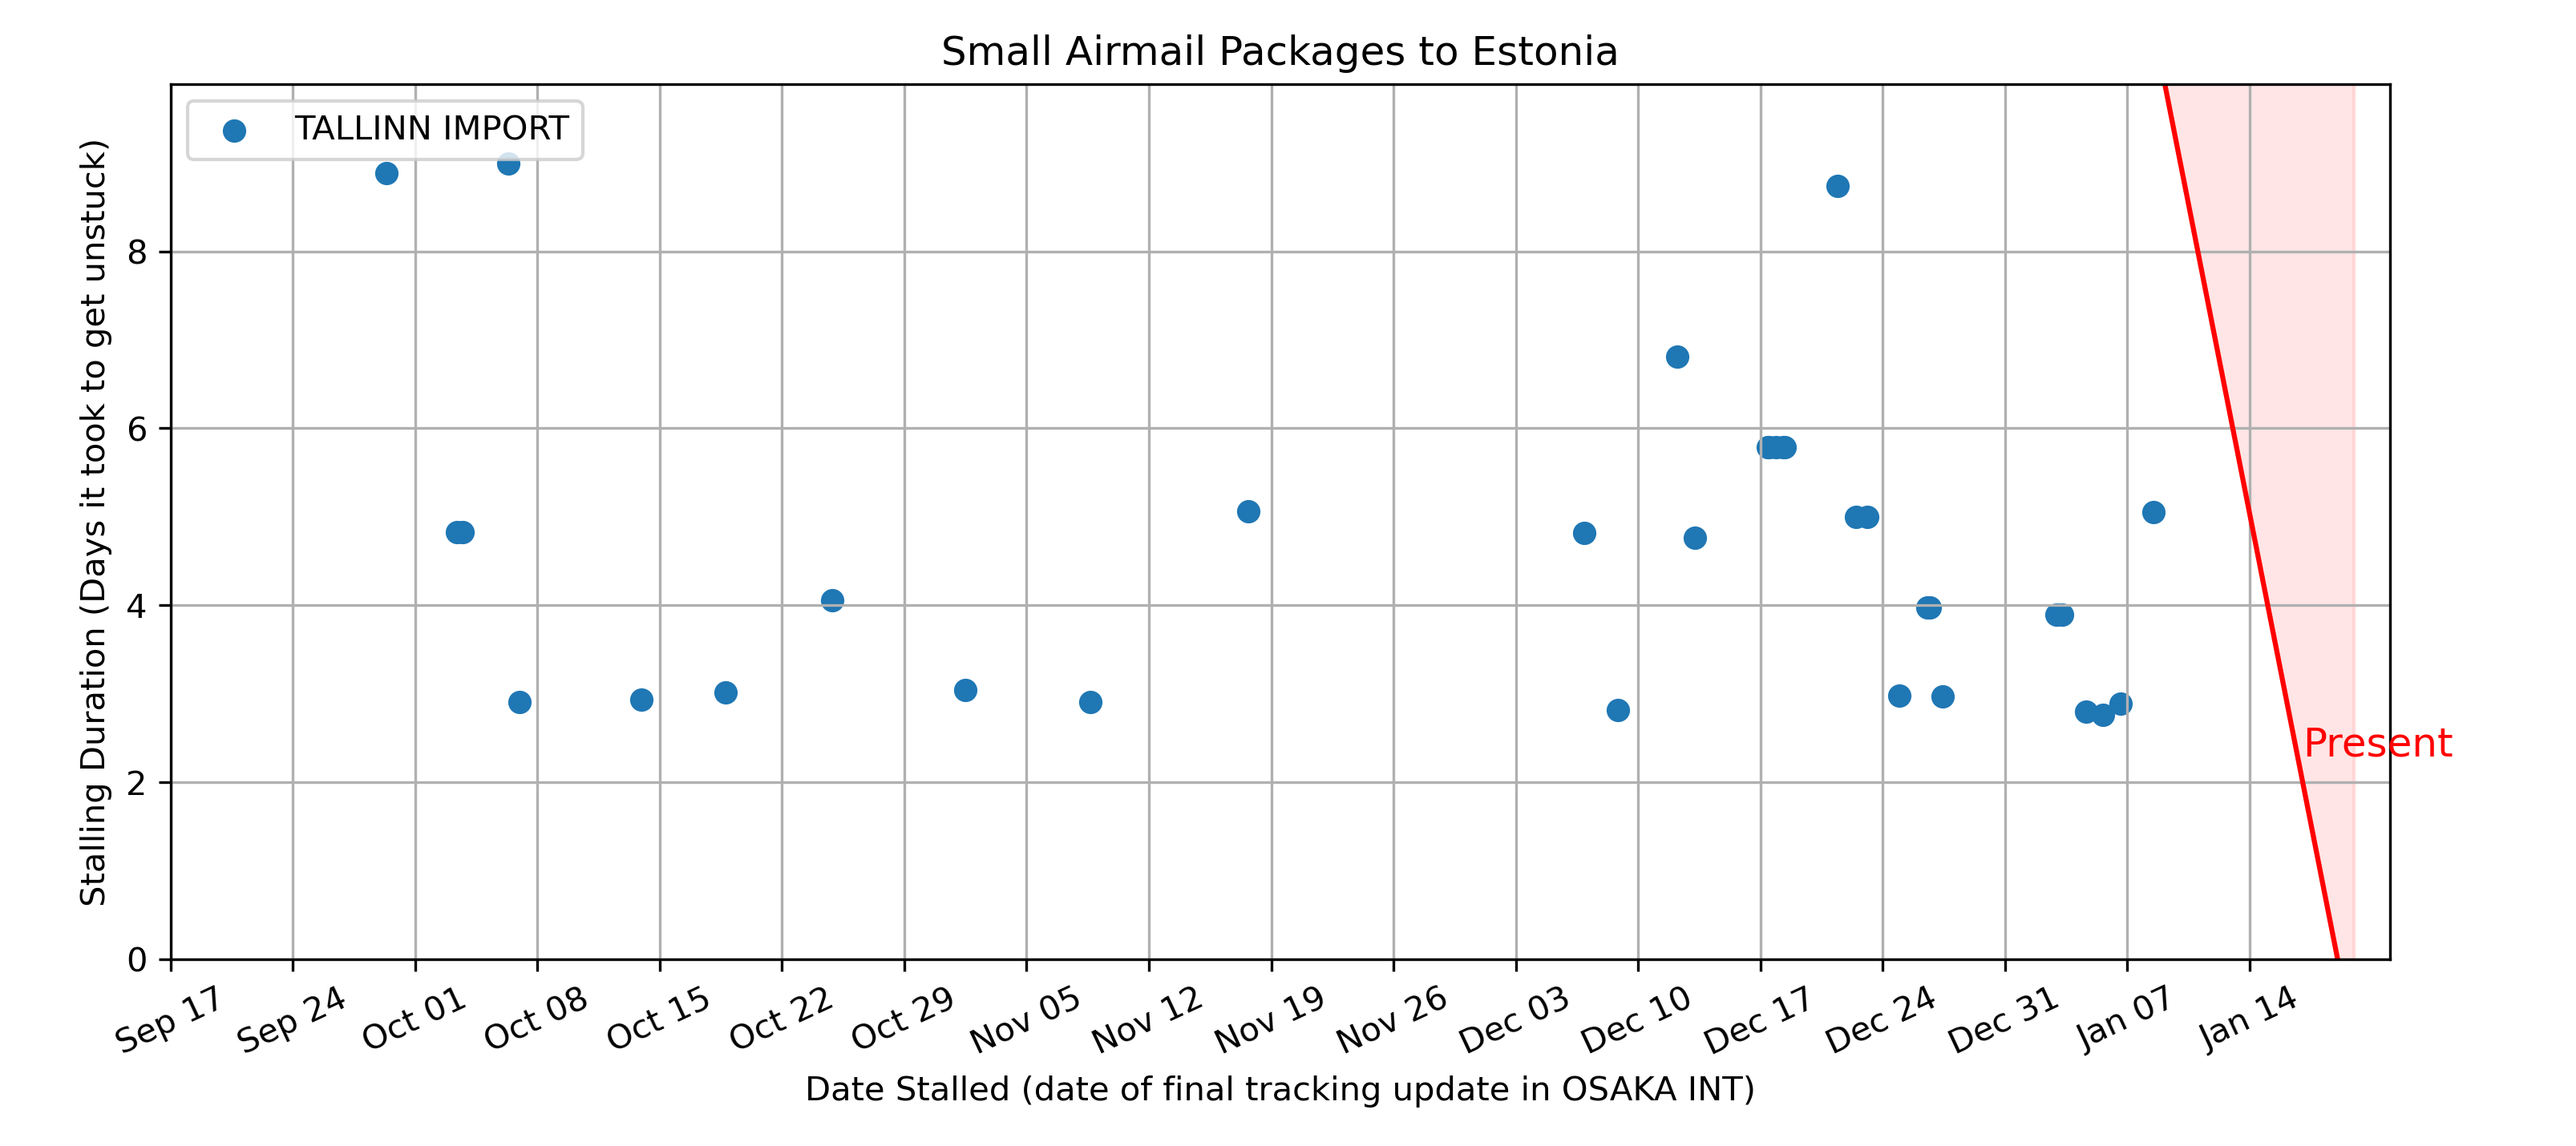 Small Airmail Packages to Estonia
TALLINN IMPORT
Stalling Duration (Days it took to get unstuck)
8
6
4
2
0
Present
Sep 17
Sep 24
Oct 01
Oct 08
Oct 15
Oct 22
Oct 29
Nov 05
Nov 12
Nov 19
Nov 26
Dec 03
Dec 10
Dec 17
Dec 24
Dec 31
Jan 07
Jan 14
Date Stalled (date of final tracking update in OSAKA INT)